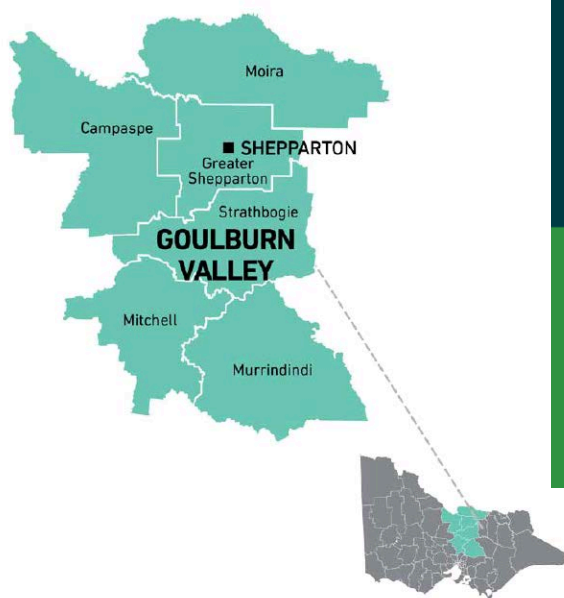 Moira
Campaspe
SHEPPARTON
Greater
Shepparton
Strathbogie
GOULBURN
VALLEY
Mitchell
Murrindindi